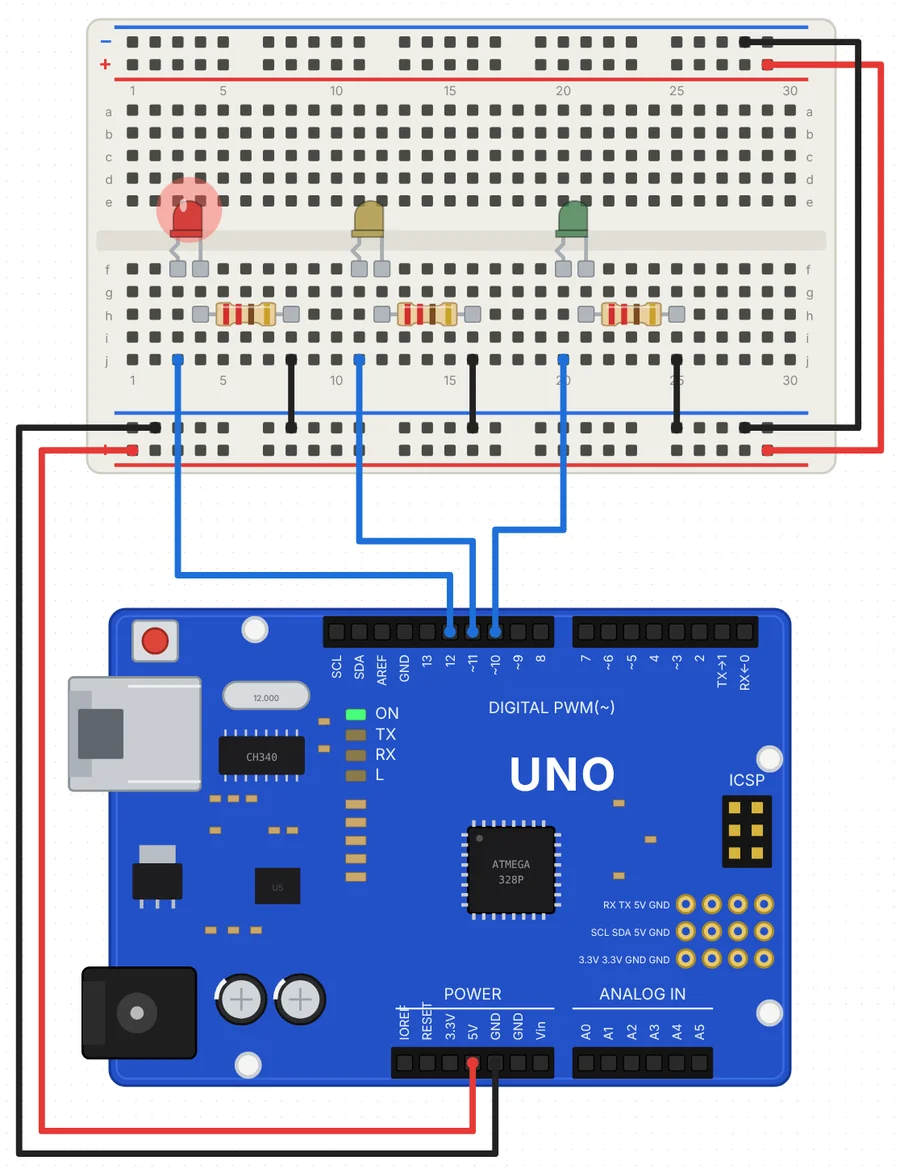 −
+
1 5 10 15 20 25 30
a a
b b
c c
d d
e e
f f
g g
h h
i i
j j
1 5 10 15 20 25 30
SCL SDA AREF GND 13 12 ~11 ~10 ~9 8 7 ~6 ~5 4 ~3 2 TX→1 RX←0
DIGITAL PWM(~)
12.000
ON
TX
RX
L
CH340
UNO
ICSP
ATMEGA
328P
U5
RX TX 5V GND
SCL SDA 5V GND
3.3V 3.3V GND GND
POWER
ANALOG IN
IOREF RESET 3.3V 5V GND GND Vin A0 A1 A2 A3 A4 A5